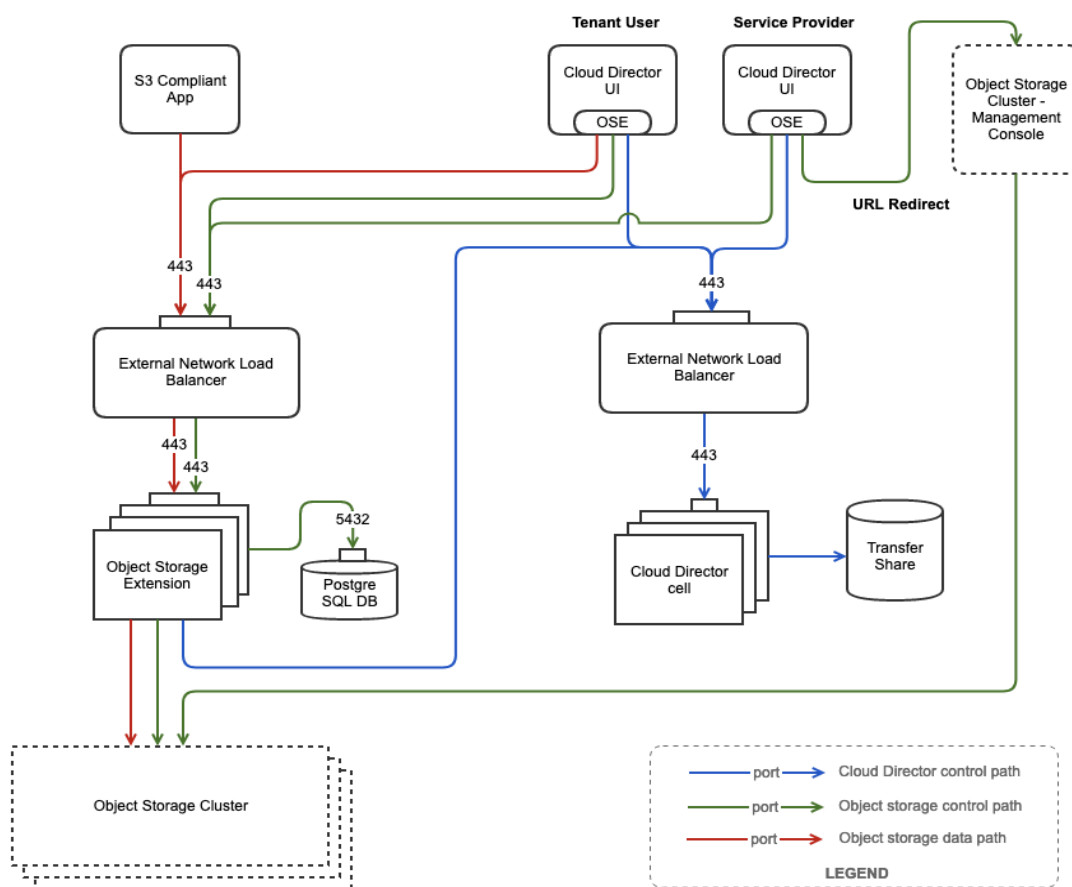 Tenant User
Service Provider
S3 Compliant
App
Cloud Director
UI
OSE
Cloud Director
UI
OSE
Object Storage
Cluster -
Management
Console
URL Redirect
443
443
443
External Network Load
Balancer
External Network Load
Balancer
443
443
443
5432
Object Storage
Extension
Postgre
SQL DB
Cloud Director
cell
Transfer
Share
Object Storage Cluster
port
Cloud Director control path
port
Object storage control path
port
Object storage data path
LEGEND